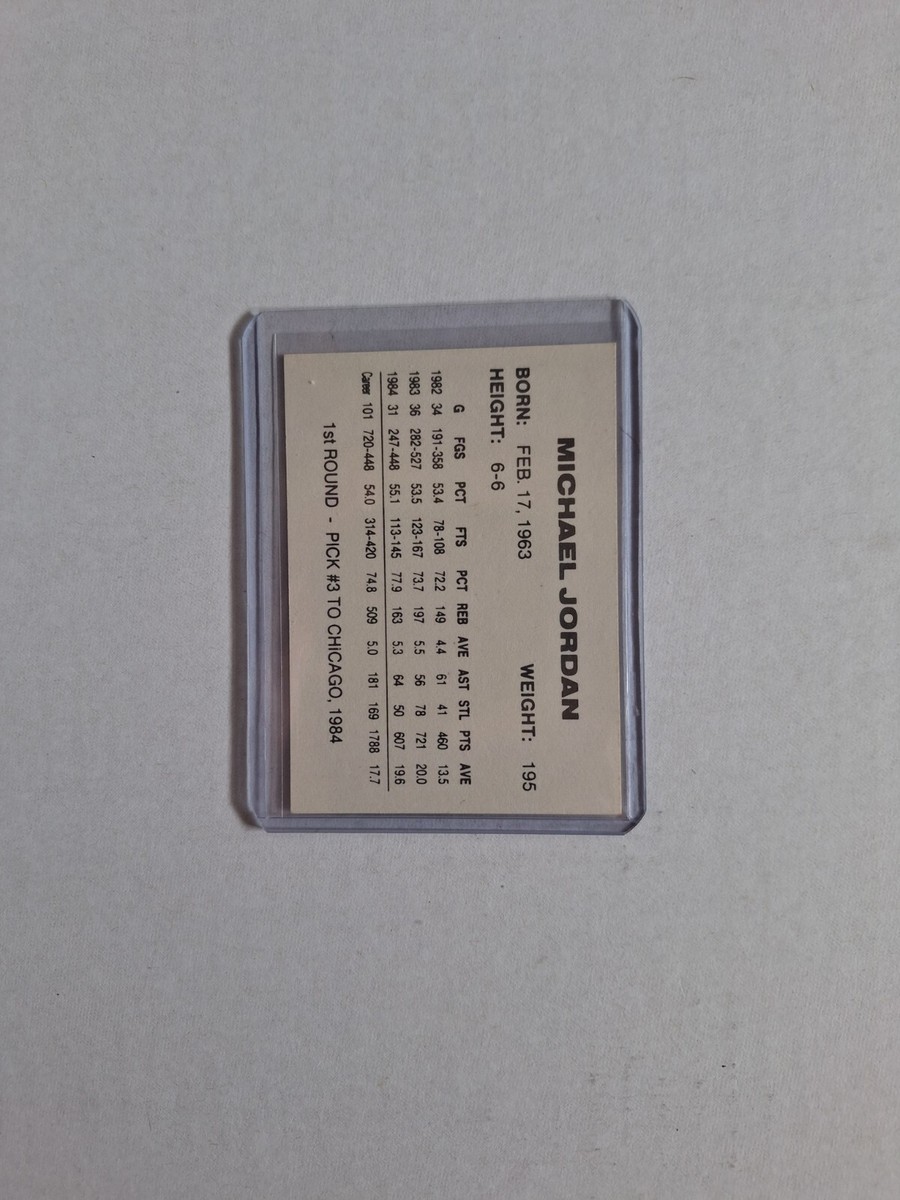 MICHAEL JORDAN
BORN: FEB. 17, 1963 WEIGHT: 195
HEIGHT: 6-6
G FGS PCT FTS PCT REB AVE AST STL PTS AVE
1982 34 191-358 53.4 78-108 72.2 149 4.4 61 41 460 13.5
1983 36 282-527 53.5 123-167 73.7 197 5.5 56 78 721 20.0
1984 31 247-448 55.1 113-145 77.9 163 5.3 64 50 607 19.6
Career 101 720-448 54.0 314-420 74.8 509 5.0 181 169 1788 17.7
1st ROUND - PICK #3 TO CHiCAGO, 1984